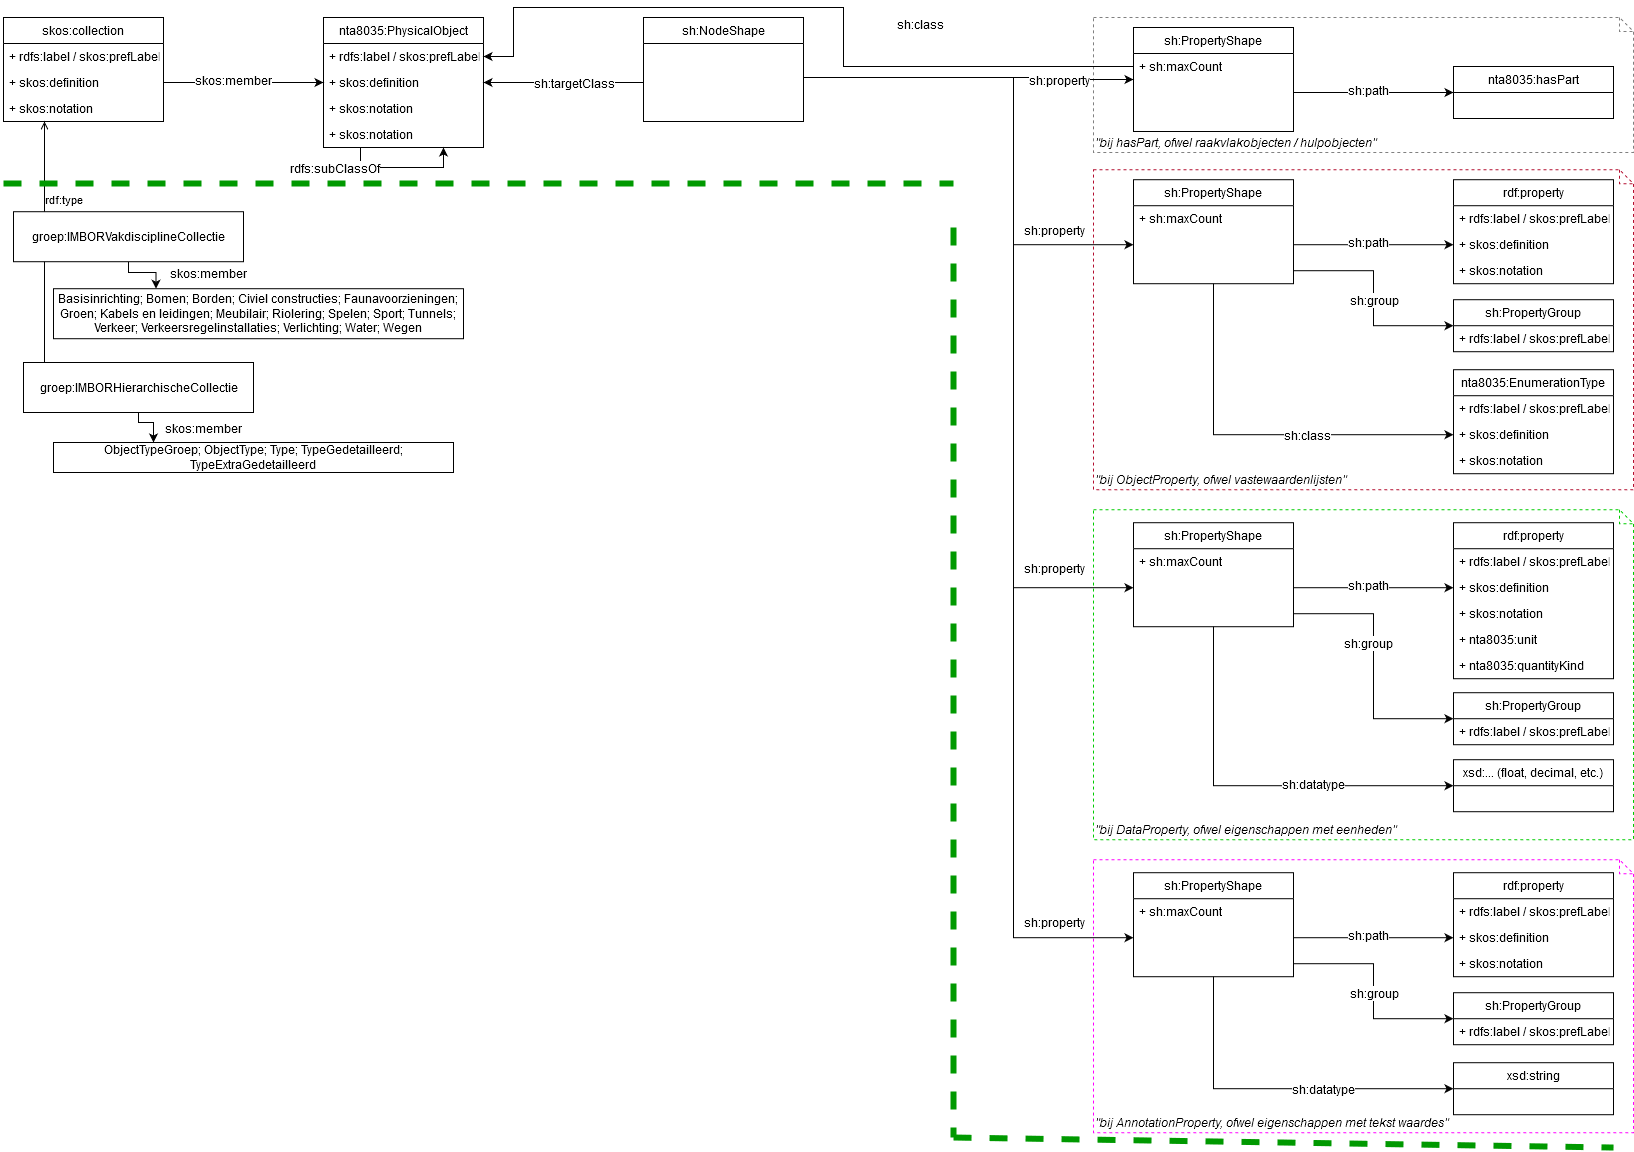 skos:collection
+ rdfs:label / skos:prefLabel
+ skos:definition
+ skos:notation
skos:member
nta8035:PhysicalObject
+ rdfs:label / skos:prefLabel
+ skos:definition
+ skos:notation
+ skos:notation
rdfs:subClassOf
sh:targetClass
sh:NodeShape
sh:class
sh:property
sh:PropertyShape
+ sh:maxCount
sh:path
nta8035:hasPart
"bij hasPart, ofwel raakvlakobjecten / hulpobjecten"
rdf:type
groep:IMBORVakdisciplineCollectie
skos:member
Basisinrichting; Bomen; Borden; Civiel constructies; Faunavoorzieningen;
Groen; Kabels en leidingen; Meubilair; Riolering; Spelen; Sport; Tunnels;
Verkeer; Verkeersregelinstallaties; Verlichting; Water; Wegen
groep:IMBORHierarchischeCollectie
skos:member
ObjectTypeGroep; ObjectType; Type; TypeGedetailleerd;
TypeExtraGedetailleerd
sh:property
sh:PropertyShape
+ sh:maxCount
sh:path
rdf:property
+ rdfs:label / skos:prefLabel
+ skos:definition
+ skos:notation
sh:group
sh:PropertyGroup
+ rdfs:label / skos:prefLabel
sh:class
nta8035:EnumerationType
+ rdfs:label / skos:prefLabel
+ skos:definition
+ skos:notation
"bij ObjectProperty, ofwel vastewaardenlijsten"
sh:property
sh:PropertyShape
+ sh:maxCount
sh:path
rdf:property
+ rdfs:label / skos:prefLabel
+ skos:definition
+ skos:notation
+ nta8035:unit
+ nta8035:quantityKind
sh:group
sh:PropertyGroup
+ rdfs:label / skos:prefLabel
sh:datatype
xsd:... (float, decimal, etc.)
"bij DataProperty, ofwel eigenschappen met eenheden"
sh:property
sh:PropertyShape
+ sh:maxCount
sh:path
rdf:property
+ rdfs:label / skos:prefLabel
+ skos:definition
+ skos:notation
sh:group
sh:PropertyGroup
+ rdfs:label / skos:prefLabel
sh:datatype
xsd:string
"bij AnnotationProperty, ofwel eigenschappen met tekst waardes"